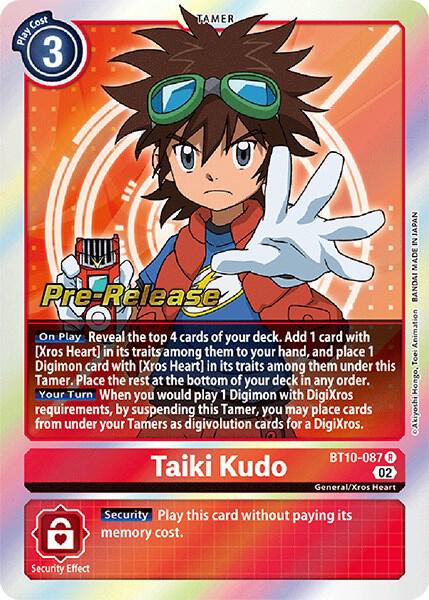 TAMER
Play Cost
3
Pre-Release
On Play Reveal the top 4 cards of your deck. Add 1 card with
[Xros Heart] in its traits among them to your hand, and place 1
Digimon card with [Xros Heart] in its traits among them under this
Tamer. Place the rest at the bottom of your deck in any order.
Your Turn When you would play 1 Digimon with DigiXros
requirements, by suspending this Tamer, you may place cards
from under your Tamers as digivolution cards for a DigiXros.
©Akiyoshi Hongo, Toei Animation BANDAI MADE IN JAPAN
Taiki Kudo
BT10-087 R
02
General/Xros Heart
Security Play this card without paying its
memory cost.
Security Effect